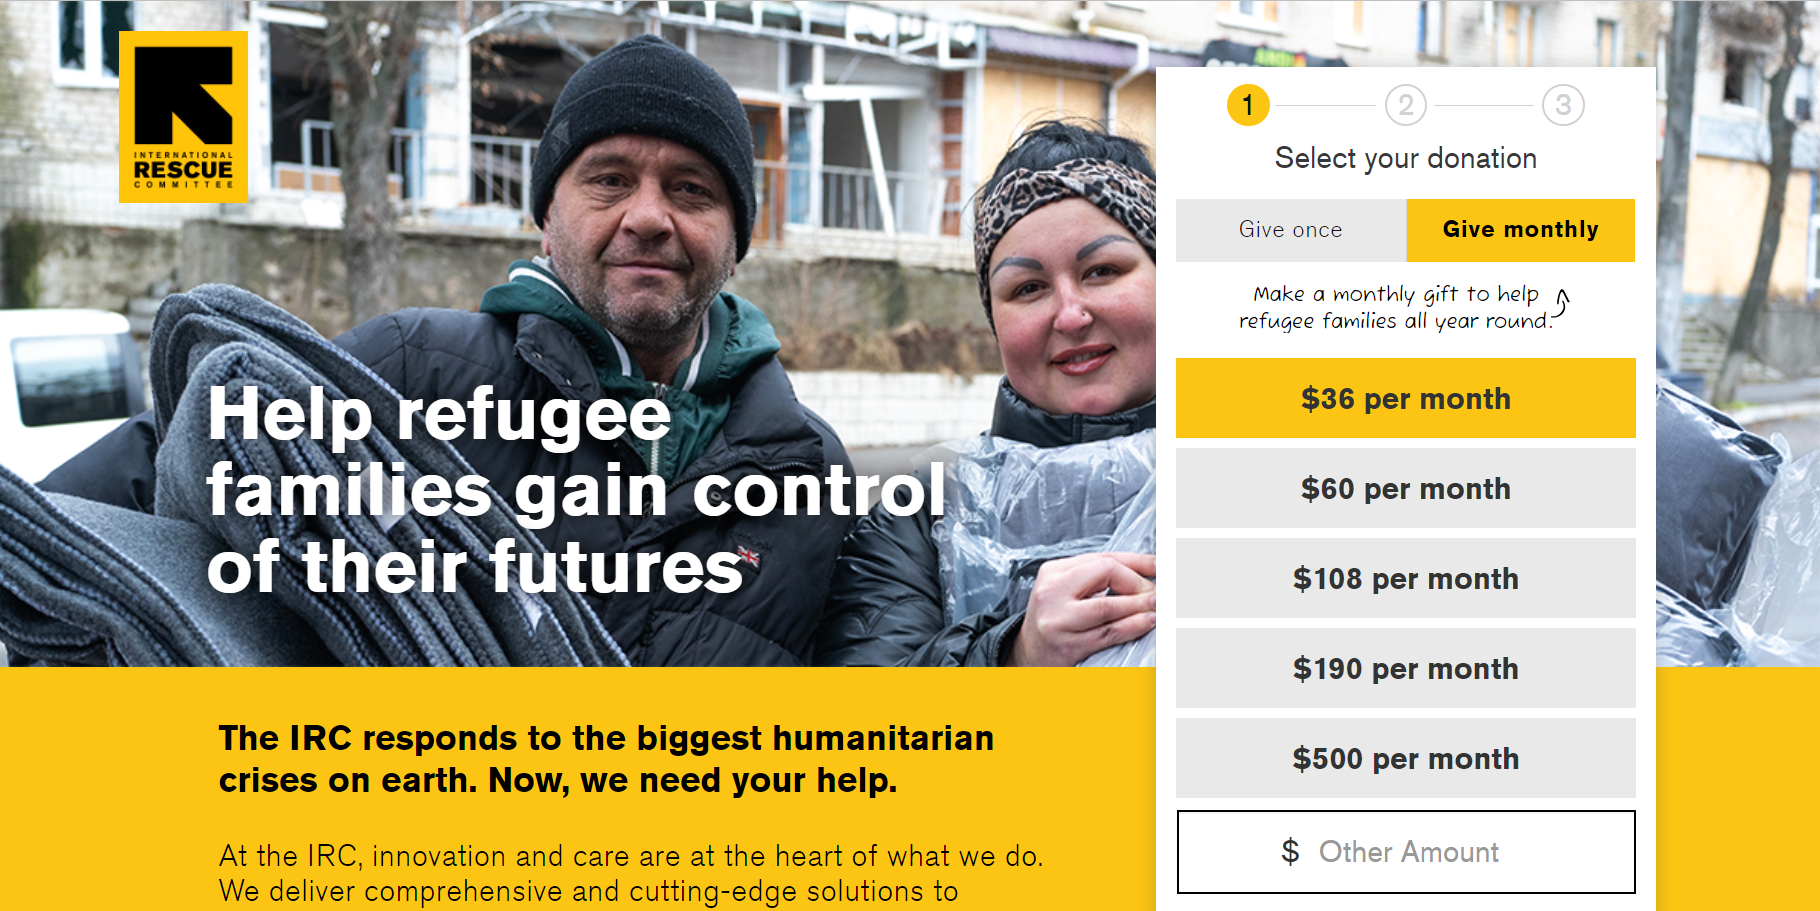 INTERNATIONAL
RESCUE
COMMITTEE
Help refugee
families gain control
of their futures
The IRC responds to the biggest humanitarian
crises on earth. Now, we need your help.
At the IRC, innovation and care are at the heart of what we do.
We deliver comprehensive and cutting-edge solutions to
1
2
3
Select your donation
Give once
Give monthly
Make a monthly gift to help
refugee families all year round.
$36 per month
$60 per month
$108 per month
$190 per month
$500 per month
$ Other Amount